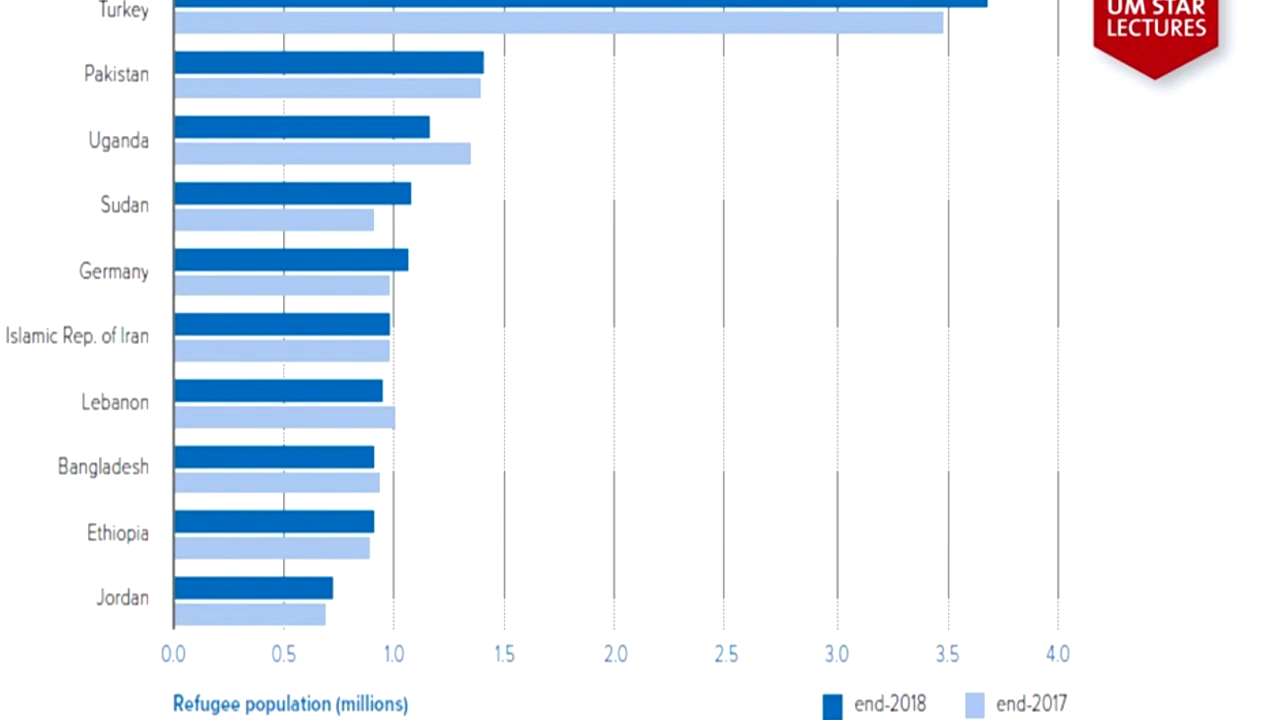 UM STAR
LECTURES
Turkey
Pakistan
Uganda
Sudan
Germany
Islamic Rep. of Iran
Lebanon
Bangladesh
Ethiopia
Jordan
0.0 0.5 1.0 1.5 2.0 2.5 3.0 3.5 4.0
Refugee population (millions) end-2018 end-2017